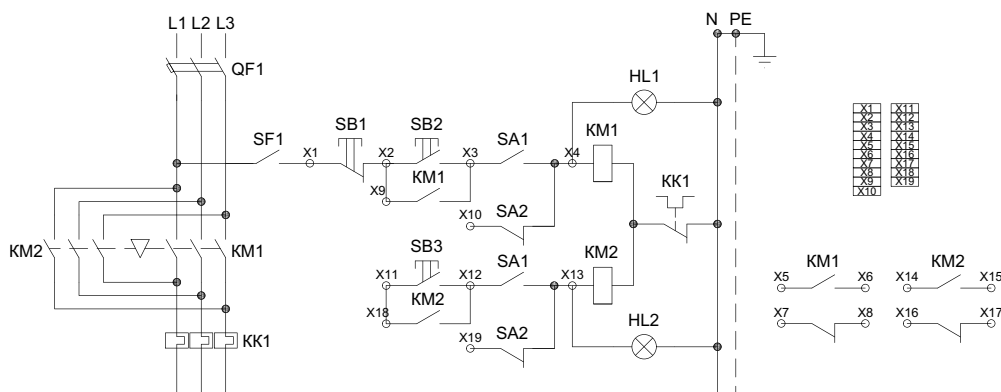 L1 L2 L3
N PE
QF1
HL1
SF1 SB1 SB2 SA1 KM1
X1 X2 X3 X4
KM1
X9
KK1
X10 SA2
KM2 KM1
SB3 SA1 KM2
X11 X12 X13
KM2
X18
X19 SA2
HL2
KK1
X1 X11
X2 X12
X3 X13
X4 X14
X5 X15
X6 X16
X7 X17
X8 X18
X9 X19
X10
KM1 KM2
X5 X6 X14 X15
X7 X8 X16 X17